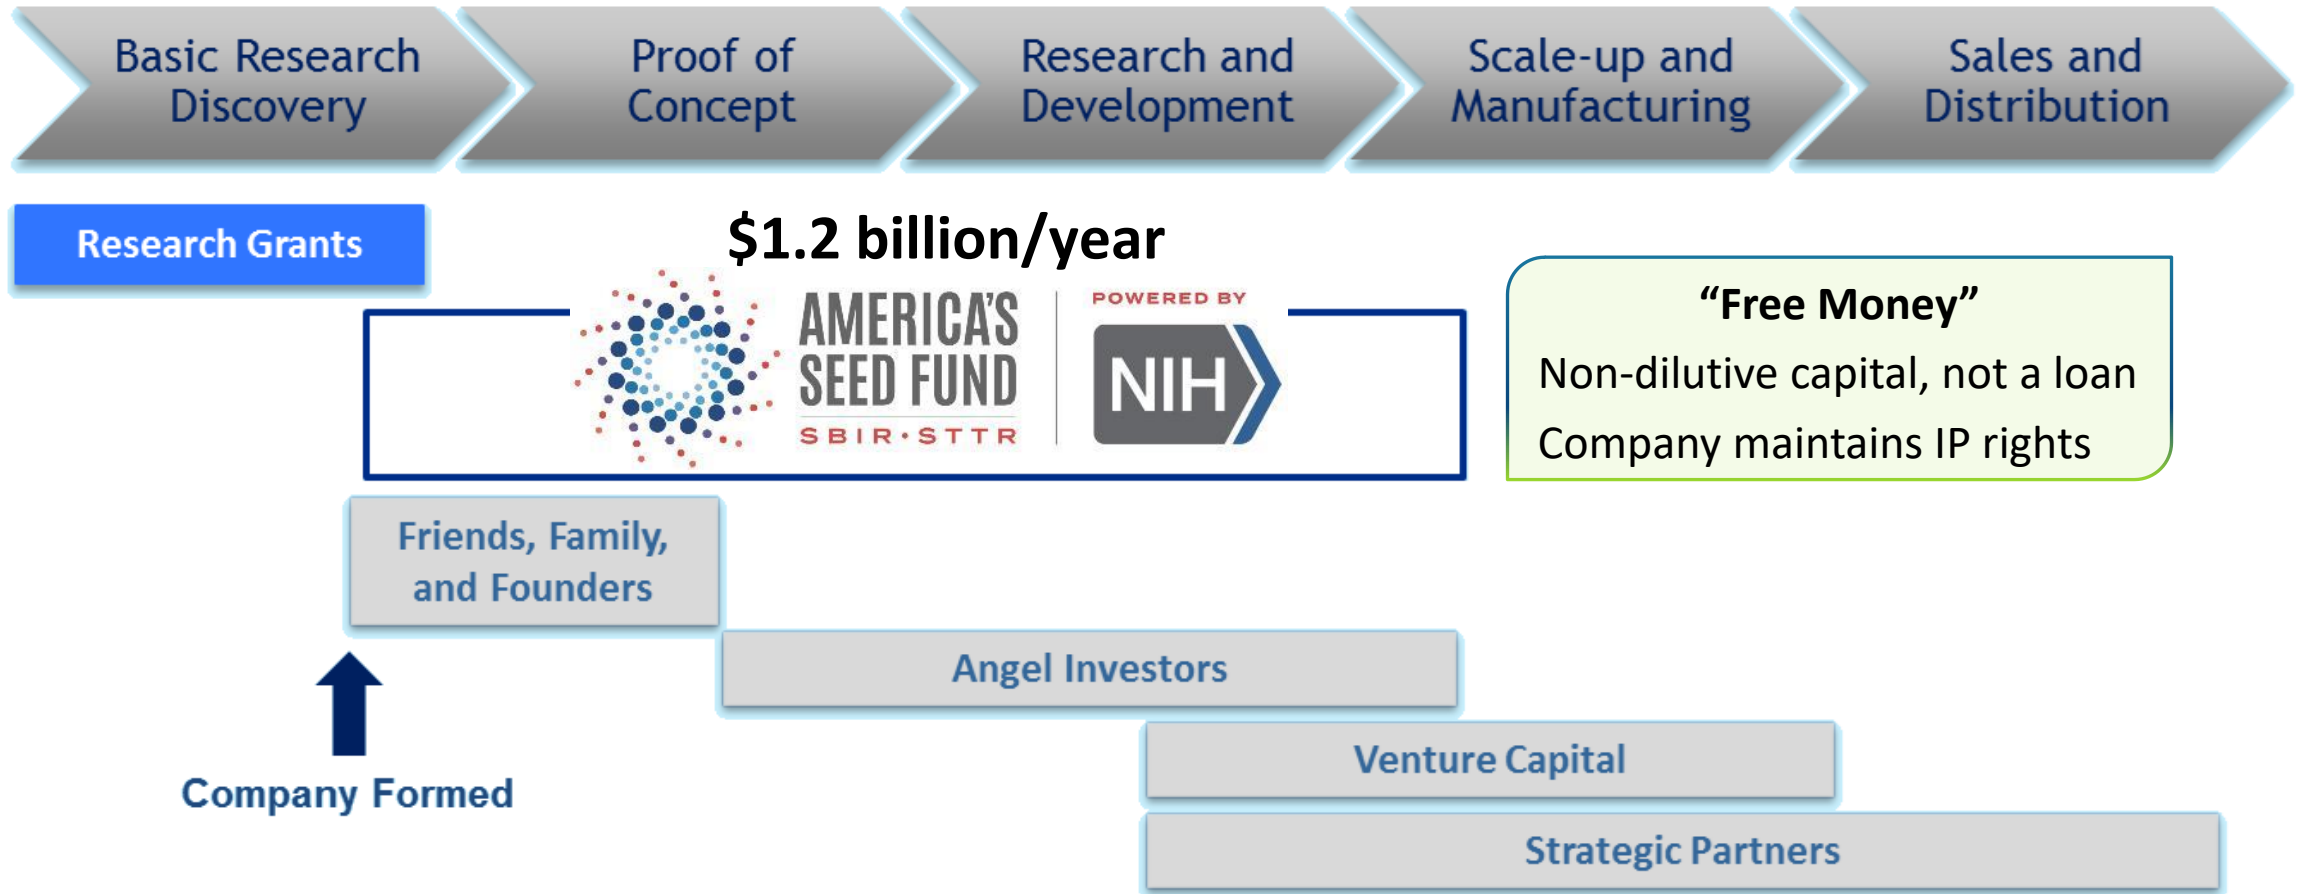 Basic Research
Discovery
Proof of
Concept
Research and
Development
Scale-up and
Manufacturing
Sales and
Distribution
Research Grants
$1.2 billion/year
AMERICA'S
SEED FUND
SBIR•STTR
POWERED BY
NIH
“Free Money”
Non-dilutive capital, not a loan
Company maintains IP rights
Friends, Family,
and Founders
Angel Investors
Company Formed
Venture Capital
Strategic Partners